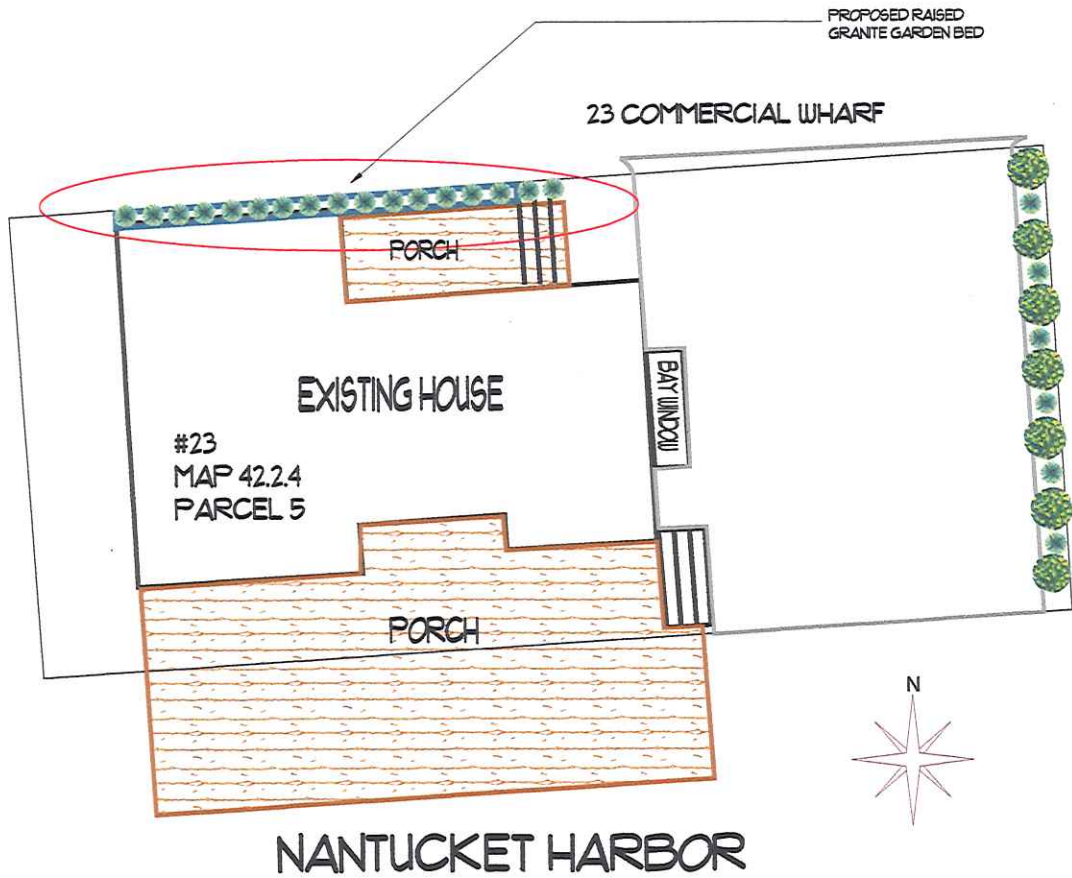 PROPOSED RAISED
GRANITE GARDEN BED
23 COMMERCIAL WHARF
PORCH
EXISTING HOUSE
BAY WINDOW
#23
MAP 42.2.4
PARCEL 5
PORCH
N
NANTUCKET HARBOR